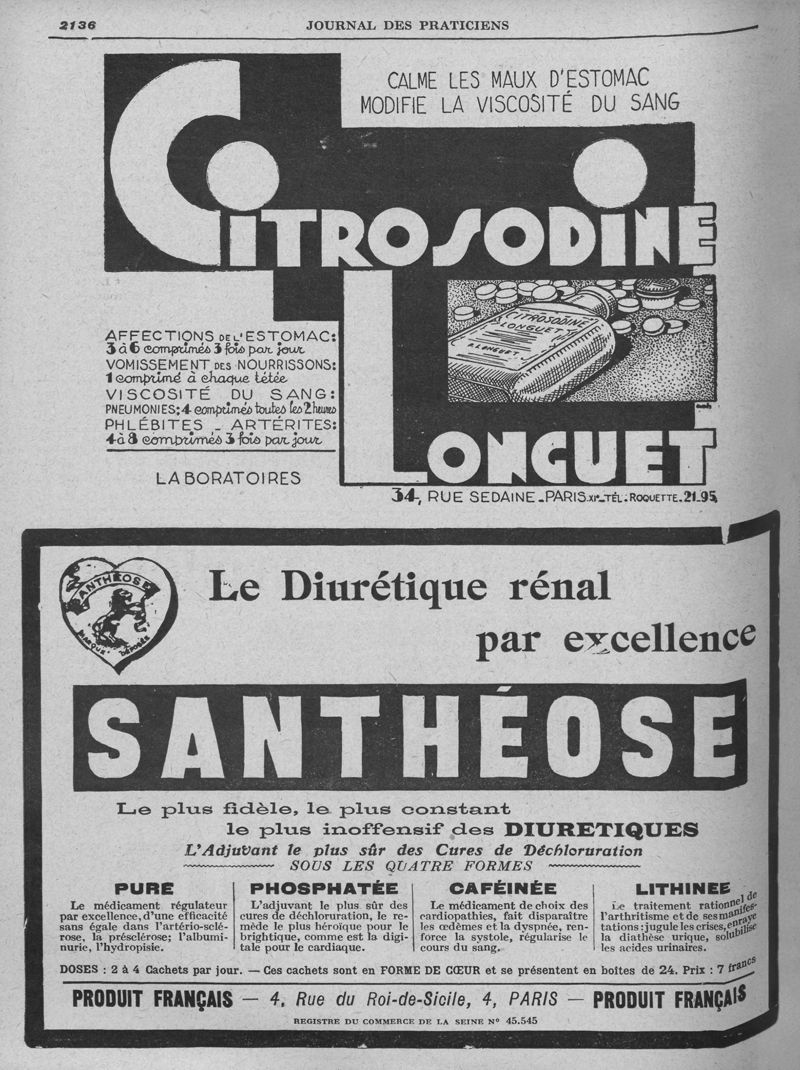 2136
JOURNAL DES PRATICIENS
CALME LES MAUX D'ESTOMAC
MODIFIE LA VISCOSITÉ DU SANG
CITROSODINE
LONGUET
CITROSODINE
LONGUET
A. LONGUET
AFFECTIONS DE L'ESTOMAC:
3 à 6 comprimés 3 fois par jour
VOMISSEMENT DES NOURRISSONS:
1 comprimé à chaque tétée
VISCOSITÉ DU SANG:
PNEUMONIES: 4 comprimés toutes les 2 heures
PHLÉBITES - ARTÉRITES:
4 à 8 comprimés 3 fois par jour
LABORATOIRES
34, RUE SEDAINE - PARIS XIe - TÉL: ROQUETTE. 21-95
SANTHÉOSE
MARQUE DÉPOSÉE
Le Diurétique rénal
par excellence
SANTHÉOSE
Le plus fidèle, le plus constant
le plus inoffensif des DIURETIQUES
L'Adjuvant le plus sûr des Cures de Déchloruration
SOUS LES QUATRE FORMES
PURE
Le médicament régulateur
par excellence, d'une efficacité
sans égale dans l'artério-sclé-
rose, la présclérose; l'albumi-
nurie, l'hydropisie.
PHOSPHATÉE
L'adjuvant le plus sûr des
cures de déchloruration, le re-
mède le plus héroïque pour le
brightique, comme est la digi-
tale pour le cardiaque.
CAFÉINÉE
Le médicament de choix des
cardiopathies, fait disparaître
les œdèmes et la dyspnée, ren-
force la systole, régularise le
cours du sang.
LITHINEE
Le traitement rationnel de
l'arthritisme et de ses manifes-
tations: jugule les crises, enraye
la diathèse urique, solubilise
les acides urinaires.
DOSES : 2 à 4 Cachets par jour. — Ces cachets sont en FORME DE CŒUR et se présentent en boîtes de 24. Prix : 7 francs
PRODUIT FRANÇAIS — 4, Rue du Roi-de-Sicile, 4, PARIS — PRODUIT FRANÇAIS
REGISTRE DU COMMERCE DE LA SEINE N° 45.545